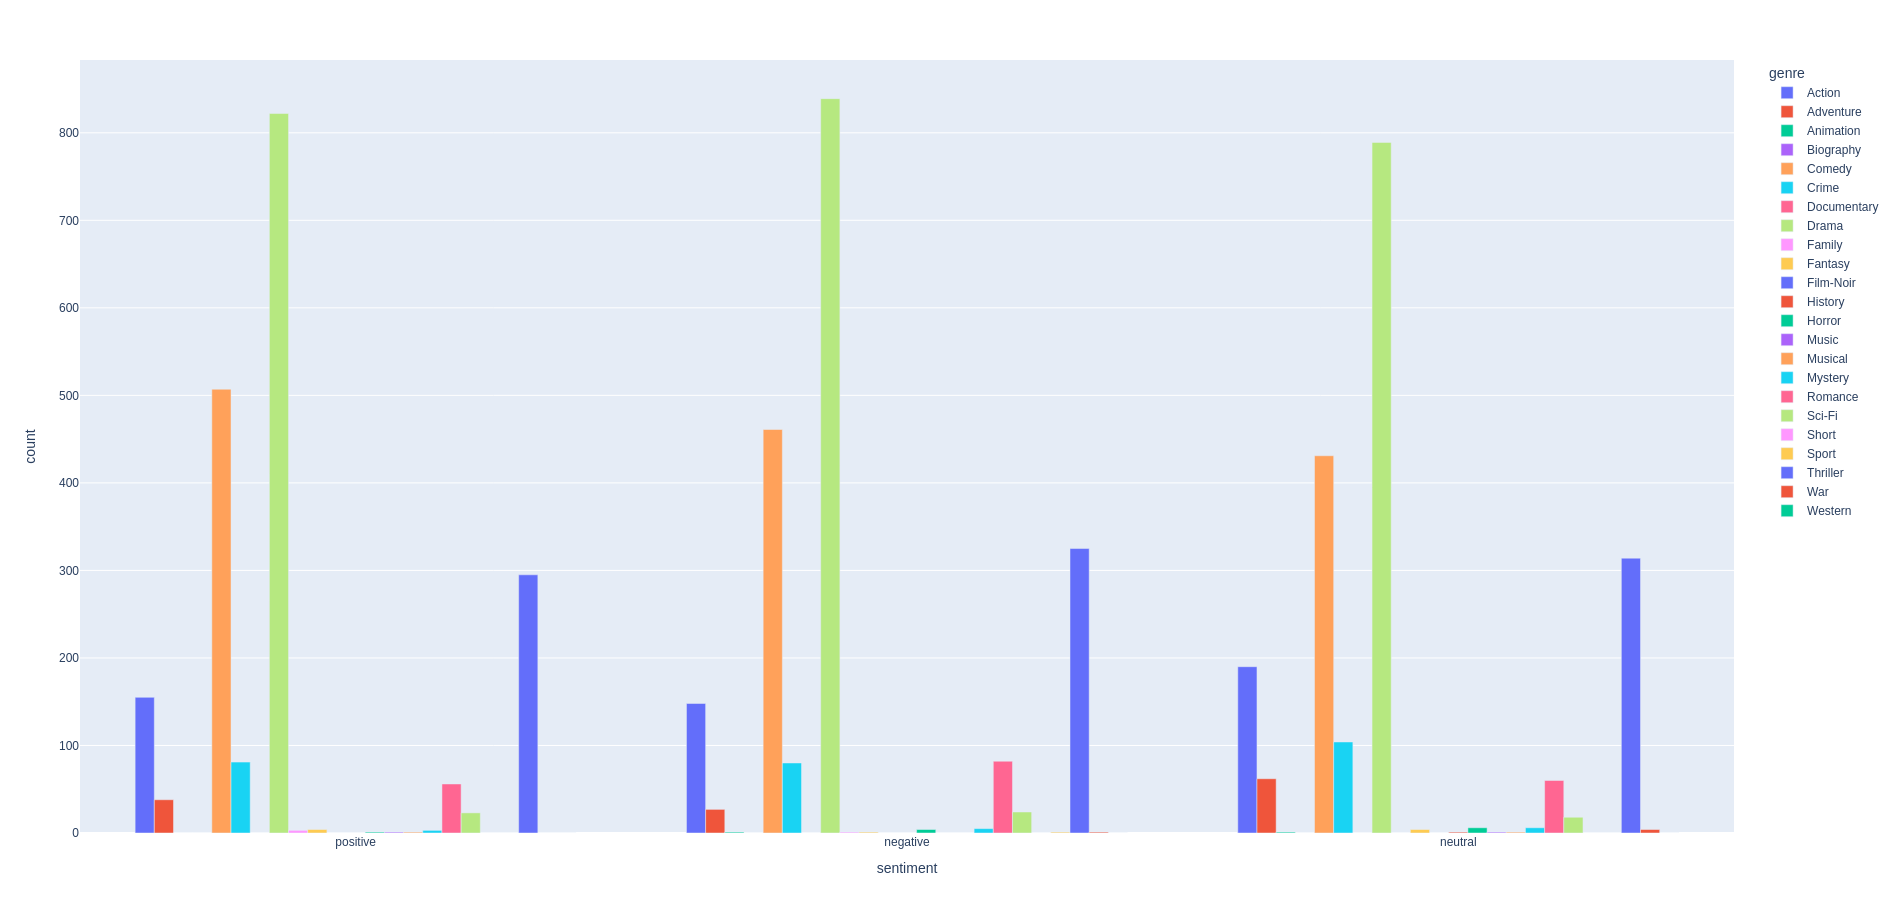 genre
Action
Adventure
Animation
Biography
Comedy
Crime
Documentary
Drama
Family
Fantasy
Film-Noir
History
Horror
Music
Musical
Mystery
Romance
Sci-Fi
Short
Sport
Thriller
War
Western
800
700
600
500
400
300
200
100
0
count
positive negative neutral
sentiment